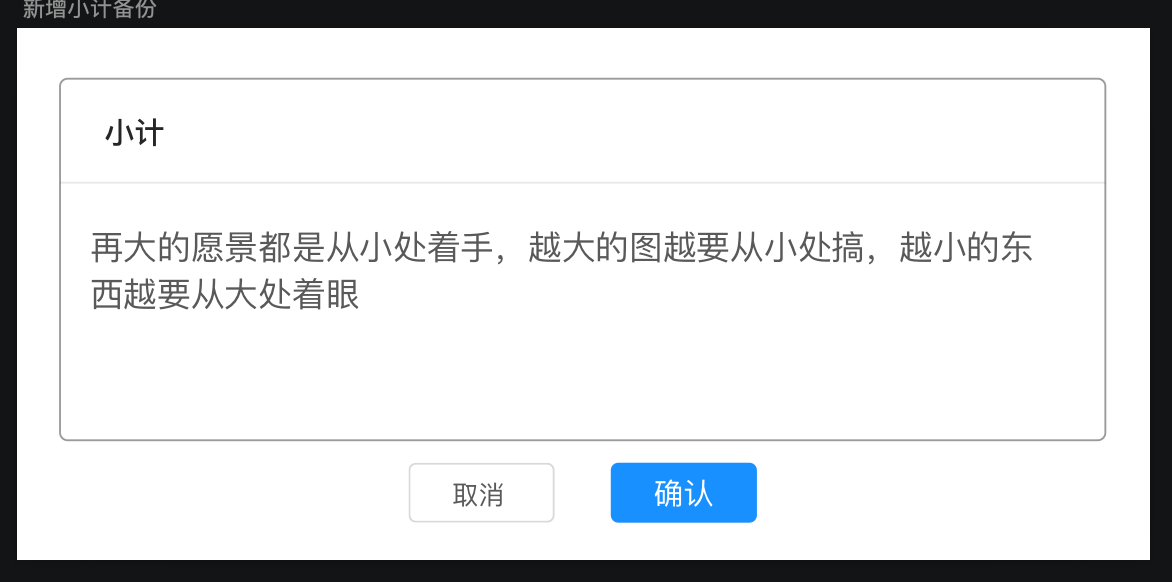 新增小计备份
小计
再大的愿景都是从小处着手，越大的图越要从小处搞，越小的东
西越要从大处着眼
取消
确认